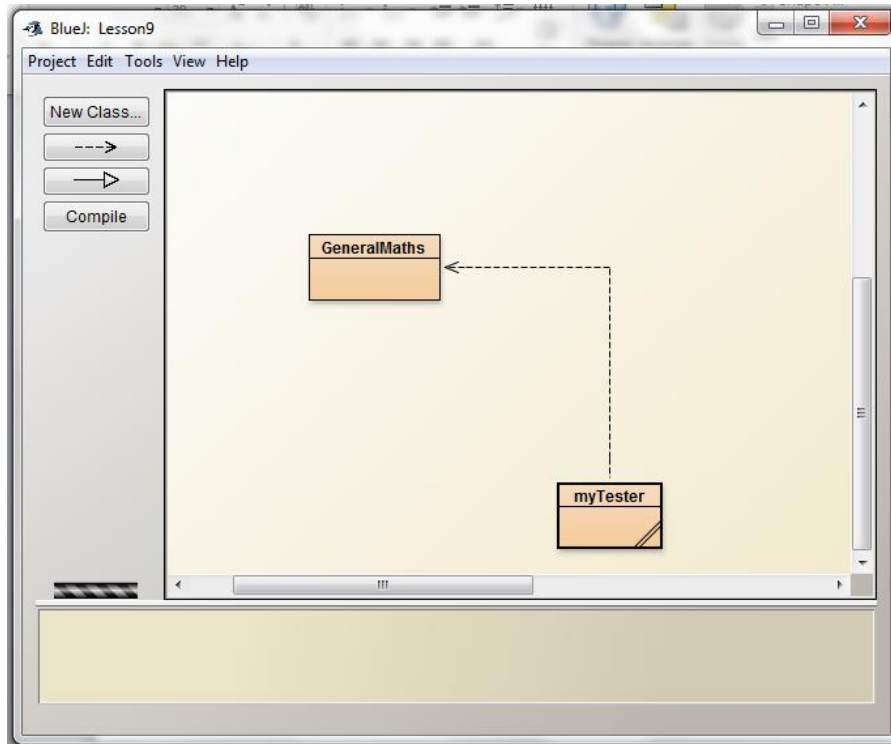 BlueJ: Lesson9
Project Edit Tools View Help
New Class...
Compile
GeneralMaths
myTester